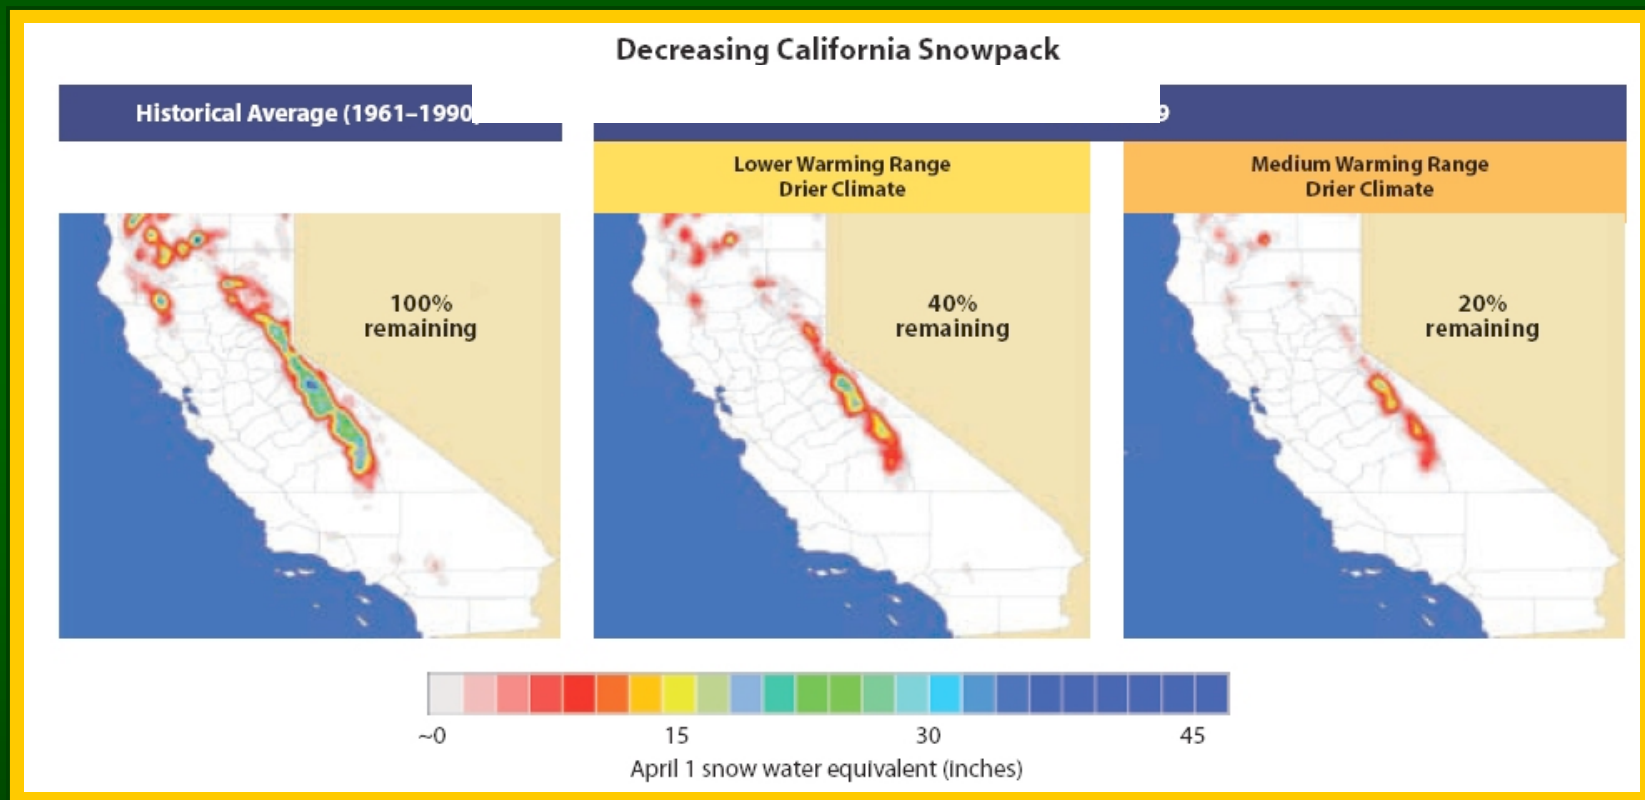 Decreasing California Snowpack
Historical Average (1961–1990
9
Lower Warming Range
Drier Climate
Medium Warming Range
Drier Climate
100%
remaining
40%
remaining
20%
remaining
~0 15 30 45
April 1 snow water equivalent (inches)